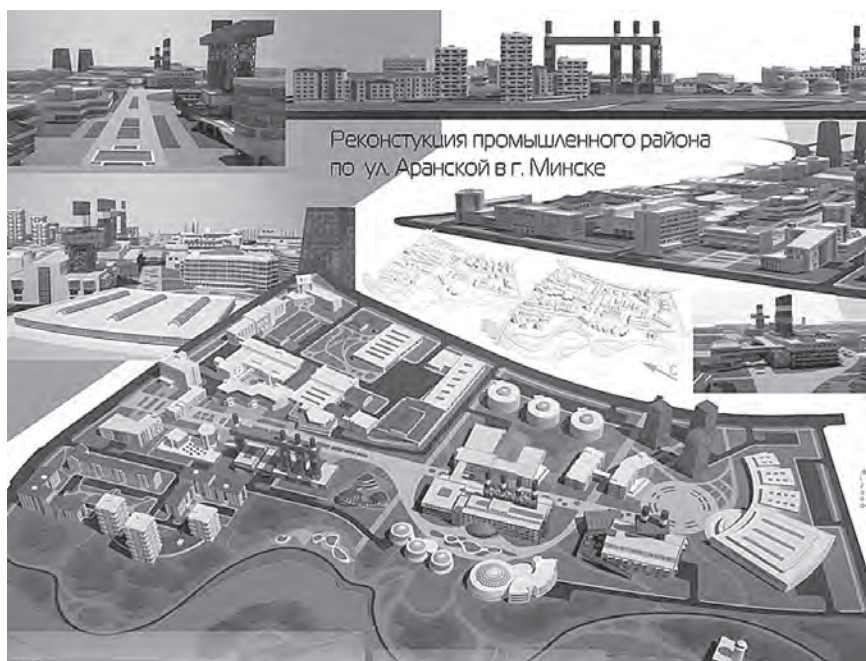 Реконстукция промышленного района
по ул. Аранской в г. Минске
С